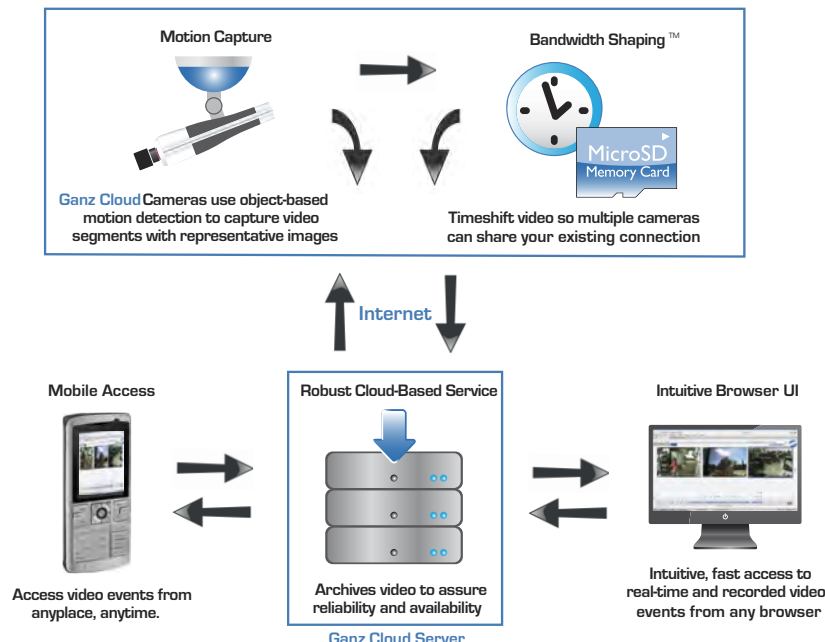 Motion Capture
Bandwidth Shaping™
MicroSD
Memory Card
Ganz Cloud Cameras use object-based
motion detection to capture video
segments with representative images
Timeshift video so multiple cameras
can share your existing connection
Internet
Mobile Access
Robust Cloud-Based Service
Intuitive Browser UI
Access video events from
anyplace, anytime.
Archives video to assure
reliability and availability
Intuitive, fast access to
real-time and recorded video
events from any browser
Ganz Cloud Server